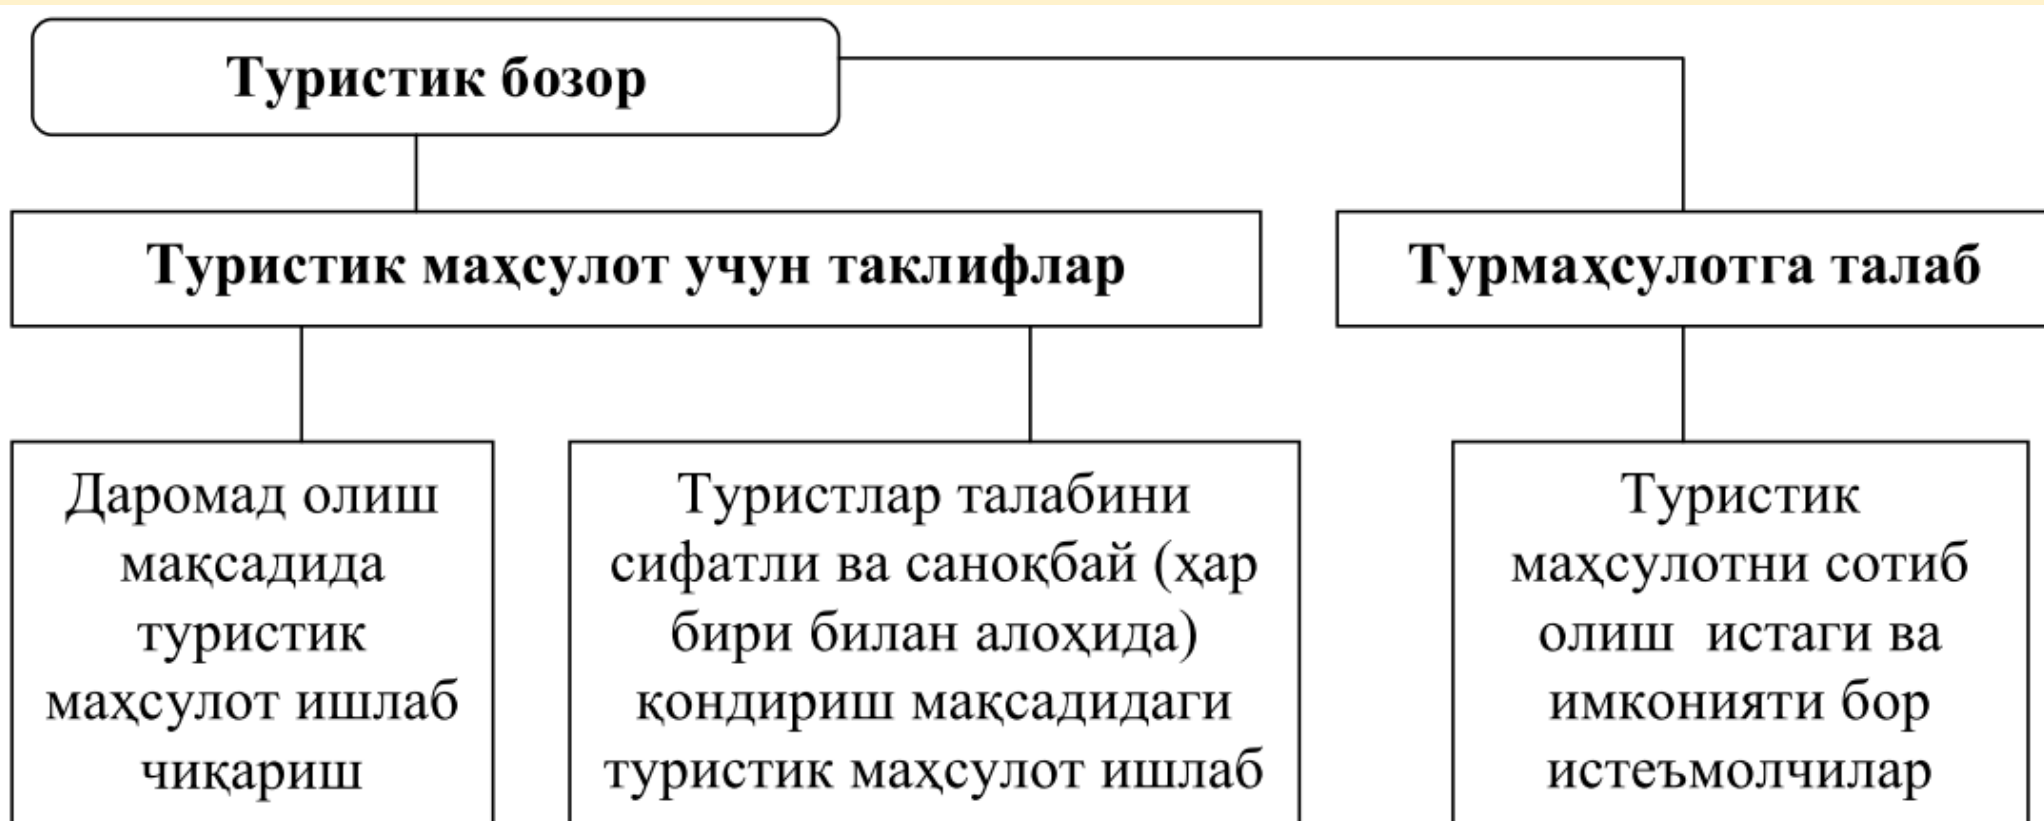 Туристик бозор
Туристик маҳсулот учун таклифлар
Турмаҳсулотга талаб
Даромад олиш
мақсадида
туристик
маҳсулот ишлаб
чиқариш
Туристлар талабини
сифатли ва саноқбай (ҳар
бири билан алоҳида)
қондириш мақсадидаги
туристик маҳсулот ишлаб
Туристик
маҳсулотни сотиб
олиш истаги ва
имконияти бор
истеъмолчилар